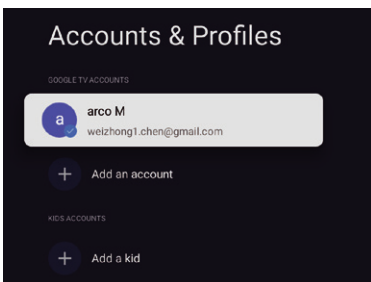 Accounts & Profiles
GOOGLE TV ACCOUNTS
a
arco M
weizhong1.chen@gmail.com
+ Add an account
KIDS ACCOUNTS
+ Add a kid